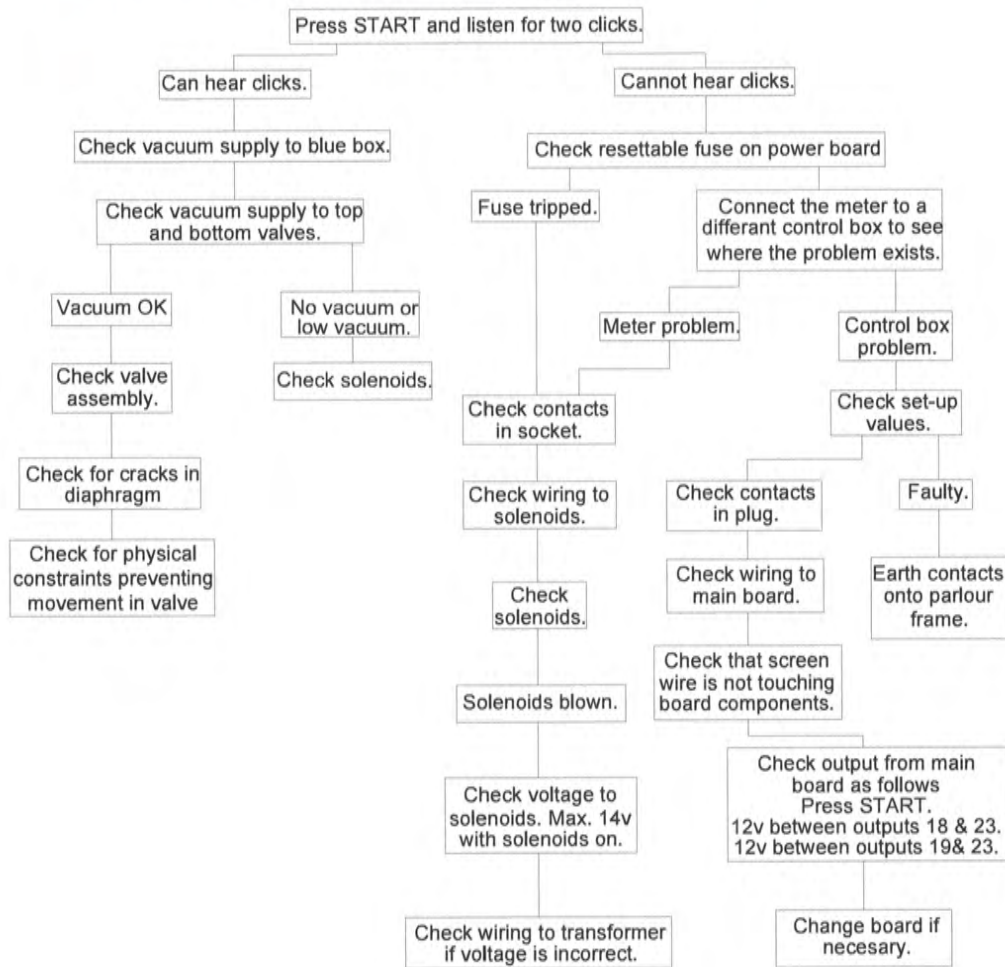 Press START and listen for two clicks.
Can hear clicks.
Cannot hear clicks.
Check vacuum supply to blue box.
Check resettable fuse on power board
Check vacuum supply to top
and bottom valves.
Fuse tripped.
Connect the meter to a
differant control box to see
where the problem exists.
Vacuum OK
No vacuum or
low vacuum.
Meter problem.
Control box
problem.
Check valve
assembly.
Check solenoids.
Check contacts
in socket.
Check set-up
values.
Check for cracks in
diaphragm
Check wiring to
solenoids.
Check contacts
in plug.
Faulty.
Check for physical
constraints preventing
movement in valve
Check
solenoids.
Check wiring to
main board.
Earth contacts
onto parlour
frame.
Solenoids blown.
Check that screen
wire is not touching
board components.
Check voltage to
solenoids. Max. 14v
with solenoids on.
Check output from main
board as follows
Press START.
12v between outputs 18 & 23.
12v between outputs 19& 23.
Check wiring to transformer
if voltage is incorrect.
Change board if
necesary.